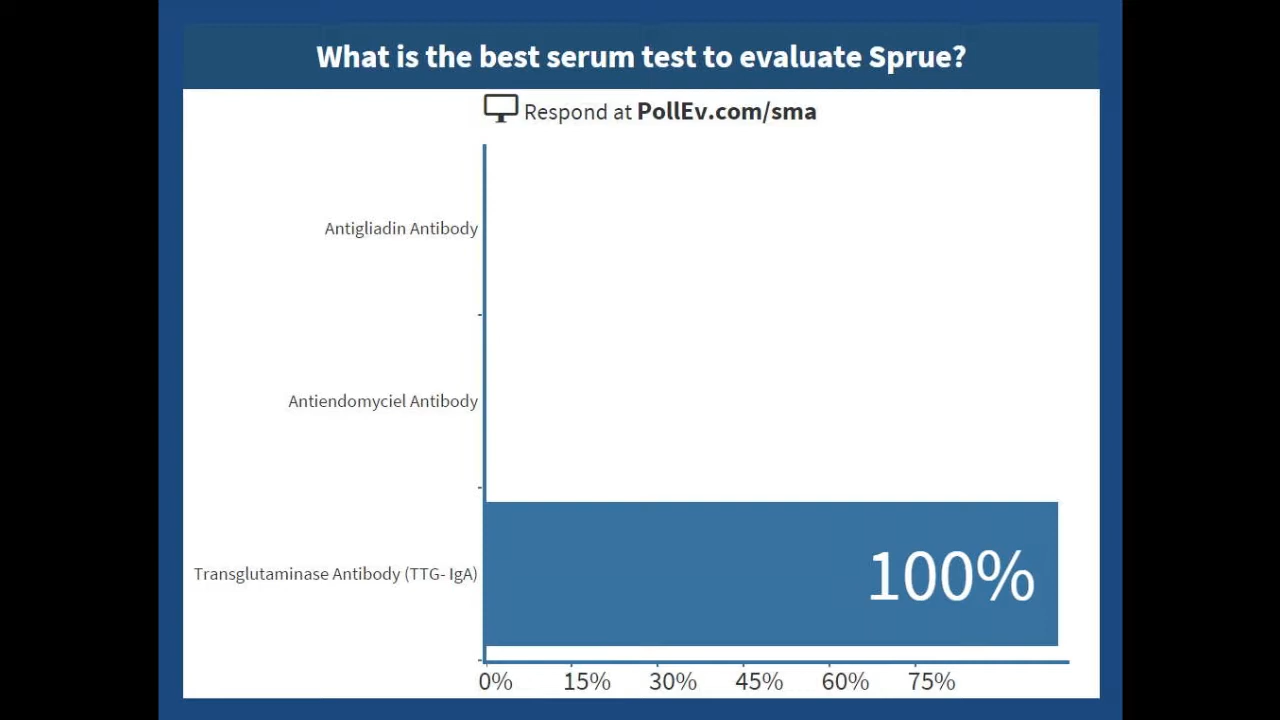 What is the best serum test to evaluate Sprue?
Respond at PollEv.com/sma
Antigliadin Antibody
Antiendomyciel Antibody
Transglutaminase Antibody (TTG- IgA)
100%
0% 15% 30% 45% 60% 75%